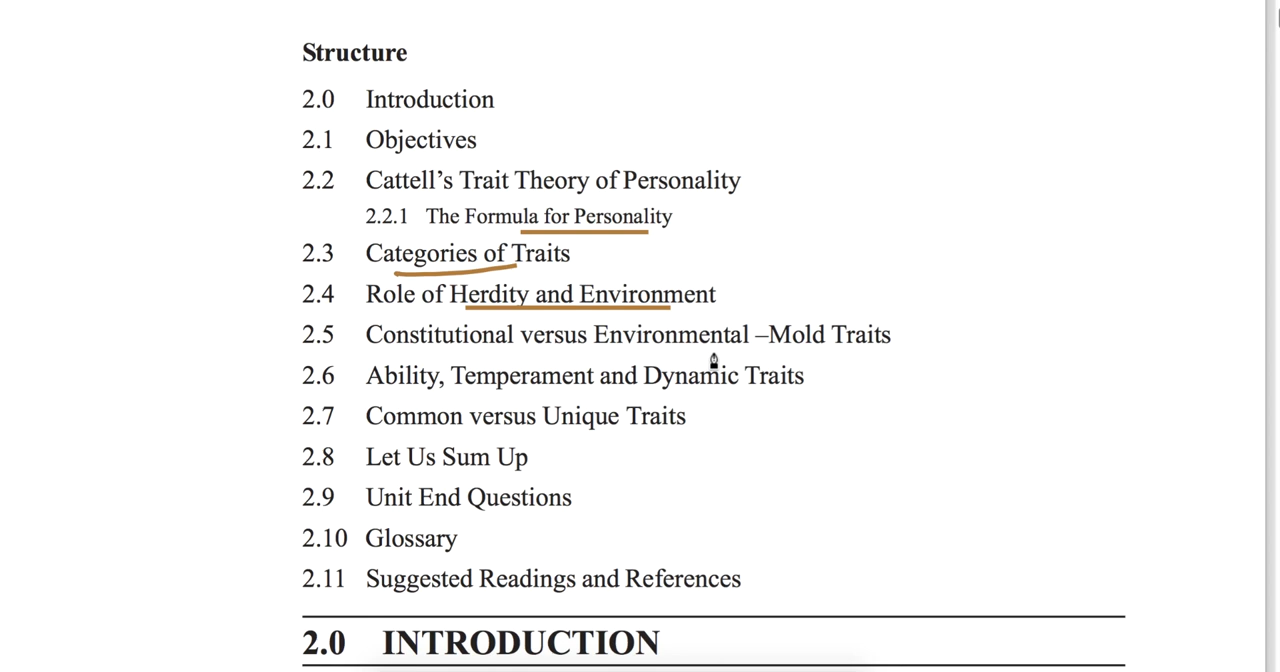 Structure
2.0 Introduction
2.1 Objectives
2.2 Cattell’s Trait Theory of Personality
2.2.1 The Formula for Personality
2.3 Categories of Traits
2.4 Role of Herdity and Environment
2.5 Constitutional versus Environmental –Mold Traits
2.6 Ability, Temperament and Dynamic Traits
2.7 Common versus Unique Traits
2.8 Let Us Sum Up
2.9 Unit End Questions
2.10 Glossary
2.11 Suggested Readings and References
2.0 INTRODUCTION